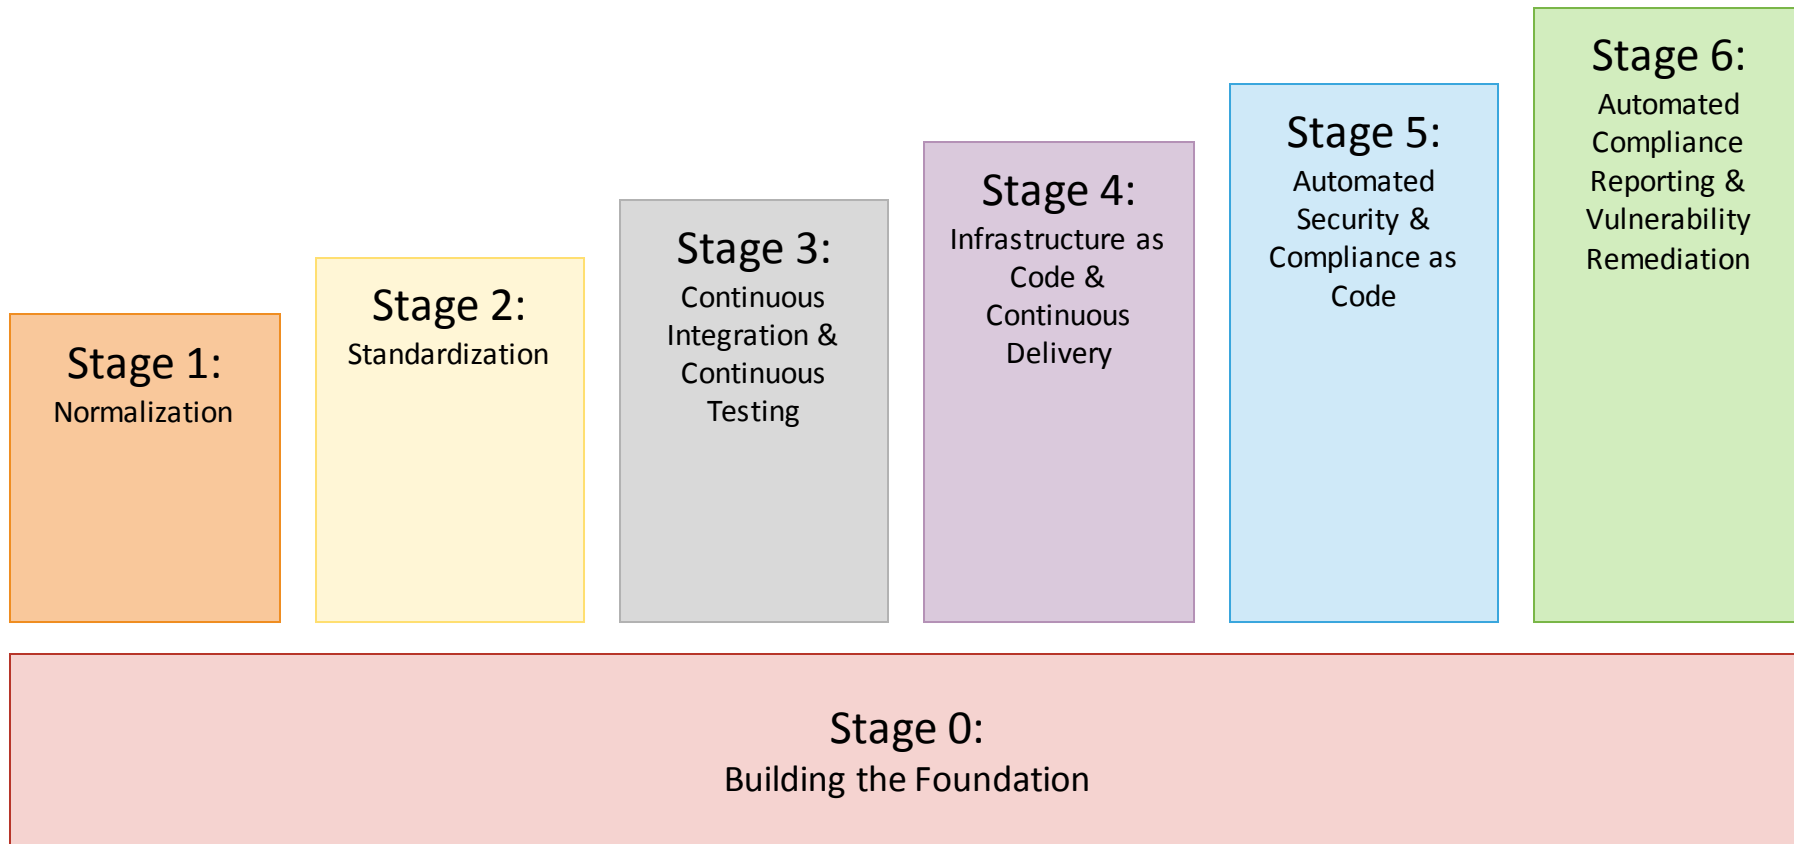 Stage 1:
Normalization
Stage 2:
Standardization
Stage 3:
Continuous
Integration &
Continuous
Testing
Stage 4:
Infrastructure as
Code &
Continuous
Delivery
Stage 5:
Automated
Security &
Compliance as
Code
Stage 6:
Automated
Compliance
Reporting &
Vulnerability
Remediation
Stage 0:
Building the Foundation